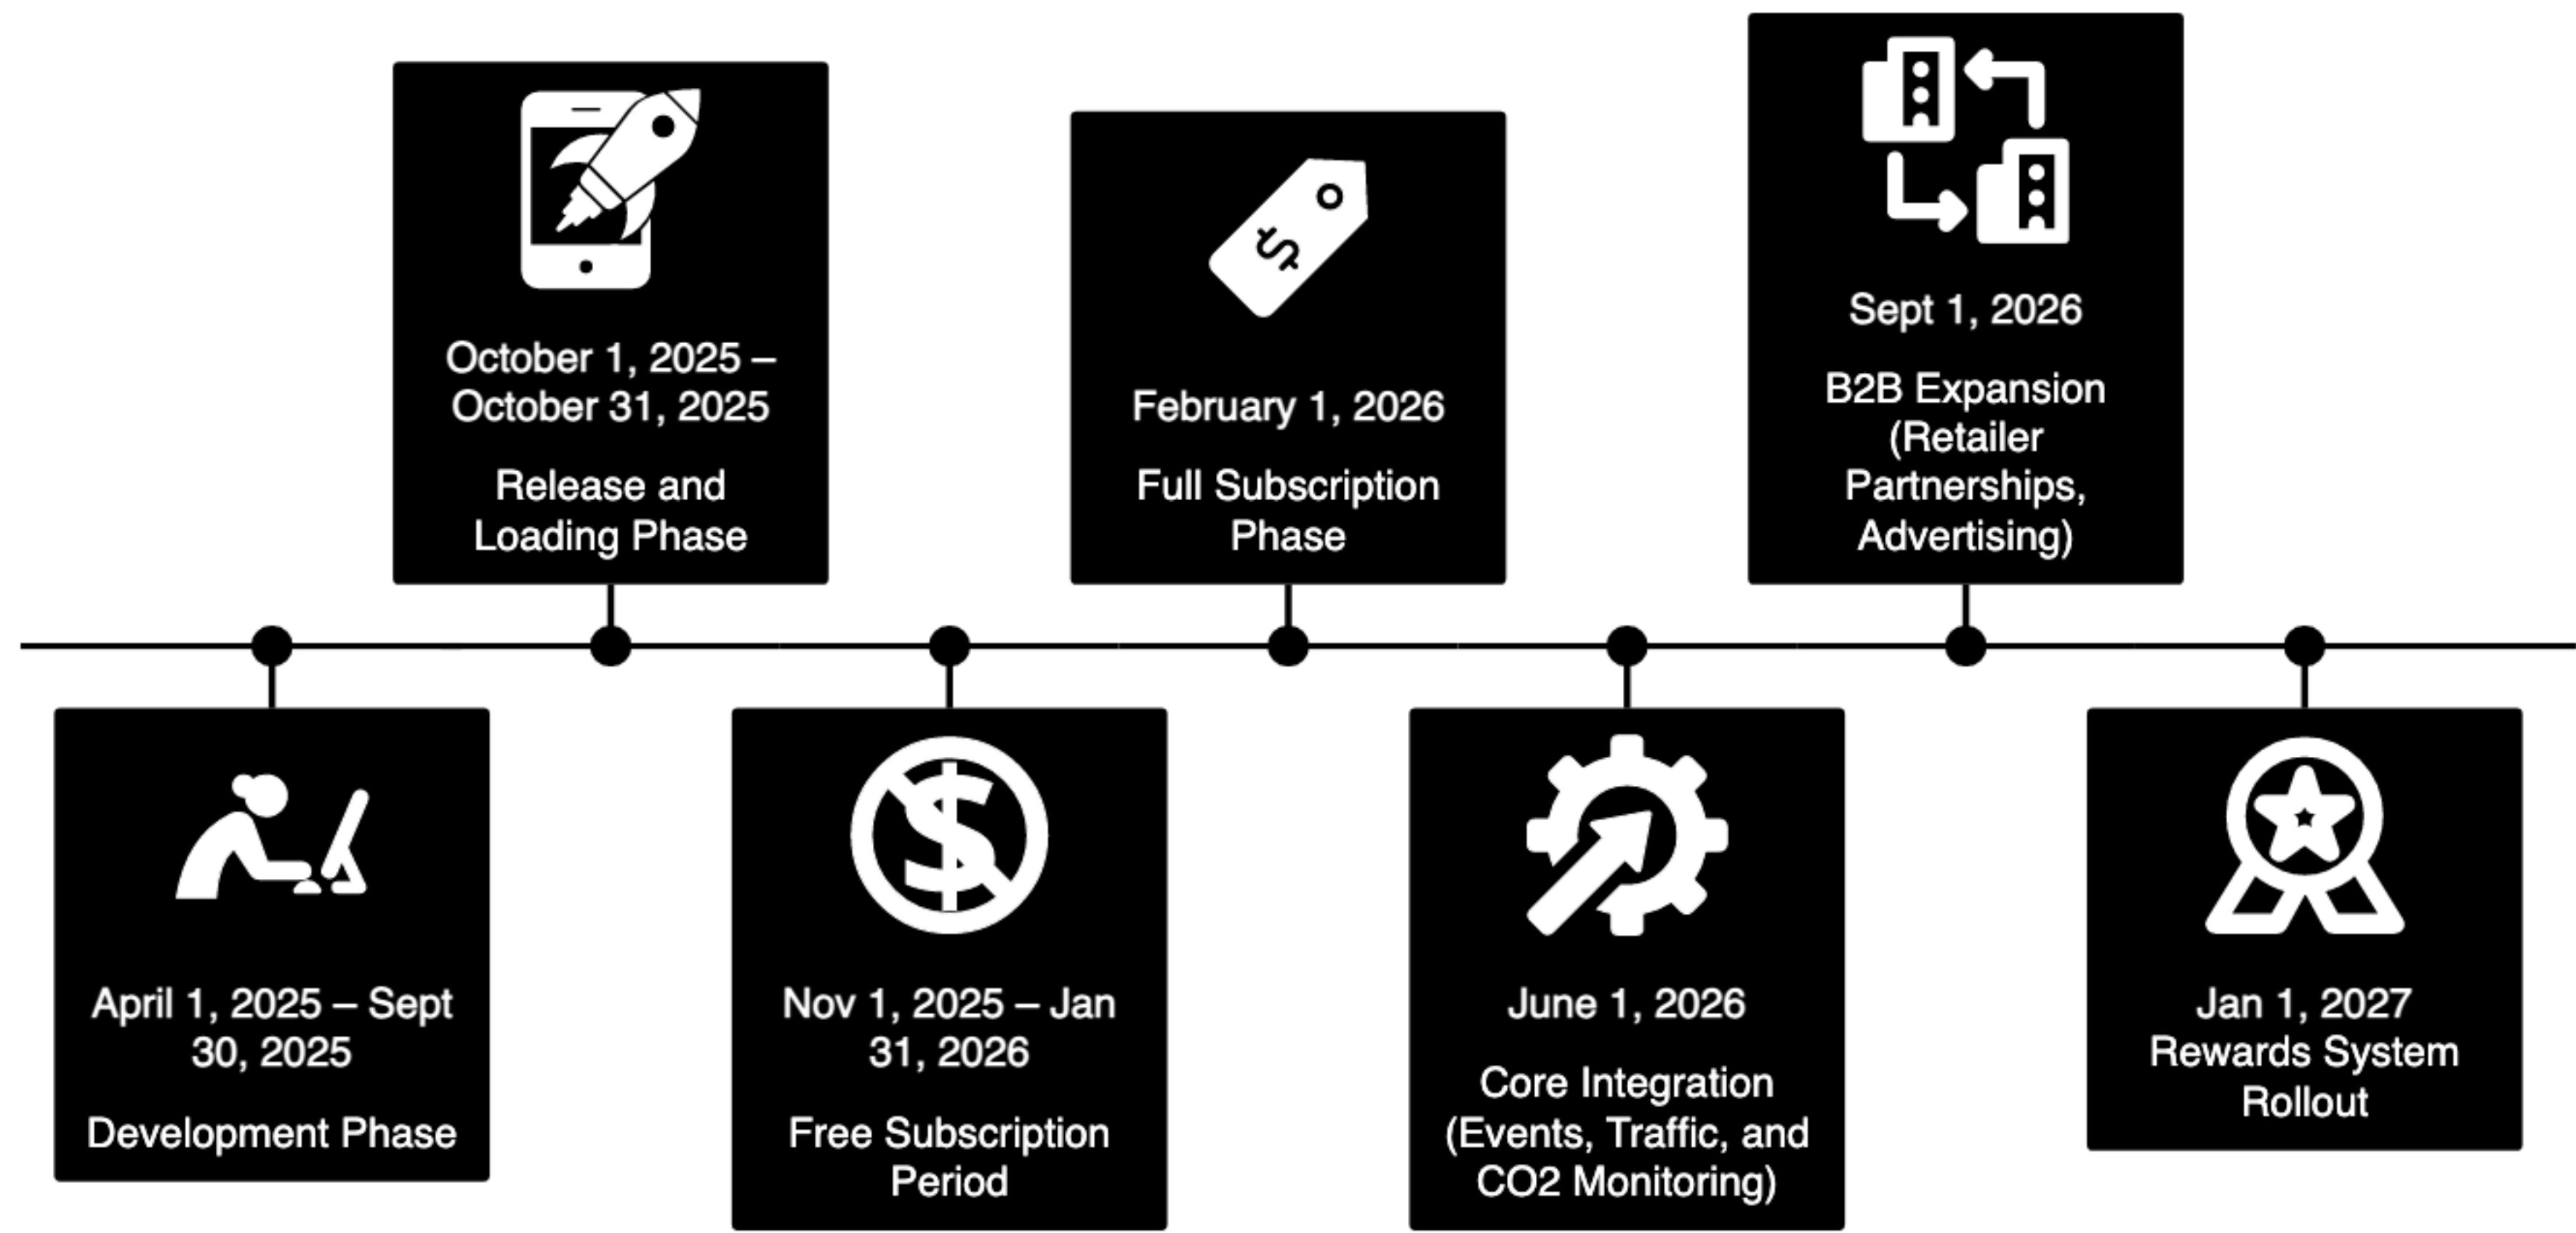 April 1, 2025 – Sept
30, 2025
Development Phase
October 1, 2025 –
October 31, 2025
Release and
Loading Phase
Nov 1, 2025 – Jan
31, 2026
Free Subscription
Period
$
February 1, 2026
Full Subscription
Phase
$
June 1, 2026
Core Integration
(Events, Traffic, and
CO2 Monitoring)
Sept 1, 2026
B2B Expansion
(Retailer
Partnerships,
Advertising)
Jan 1, 2027
Rewards System
Rollout